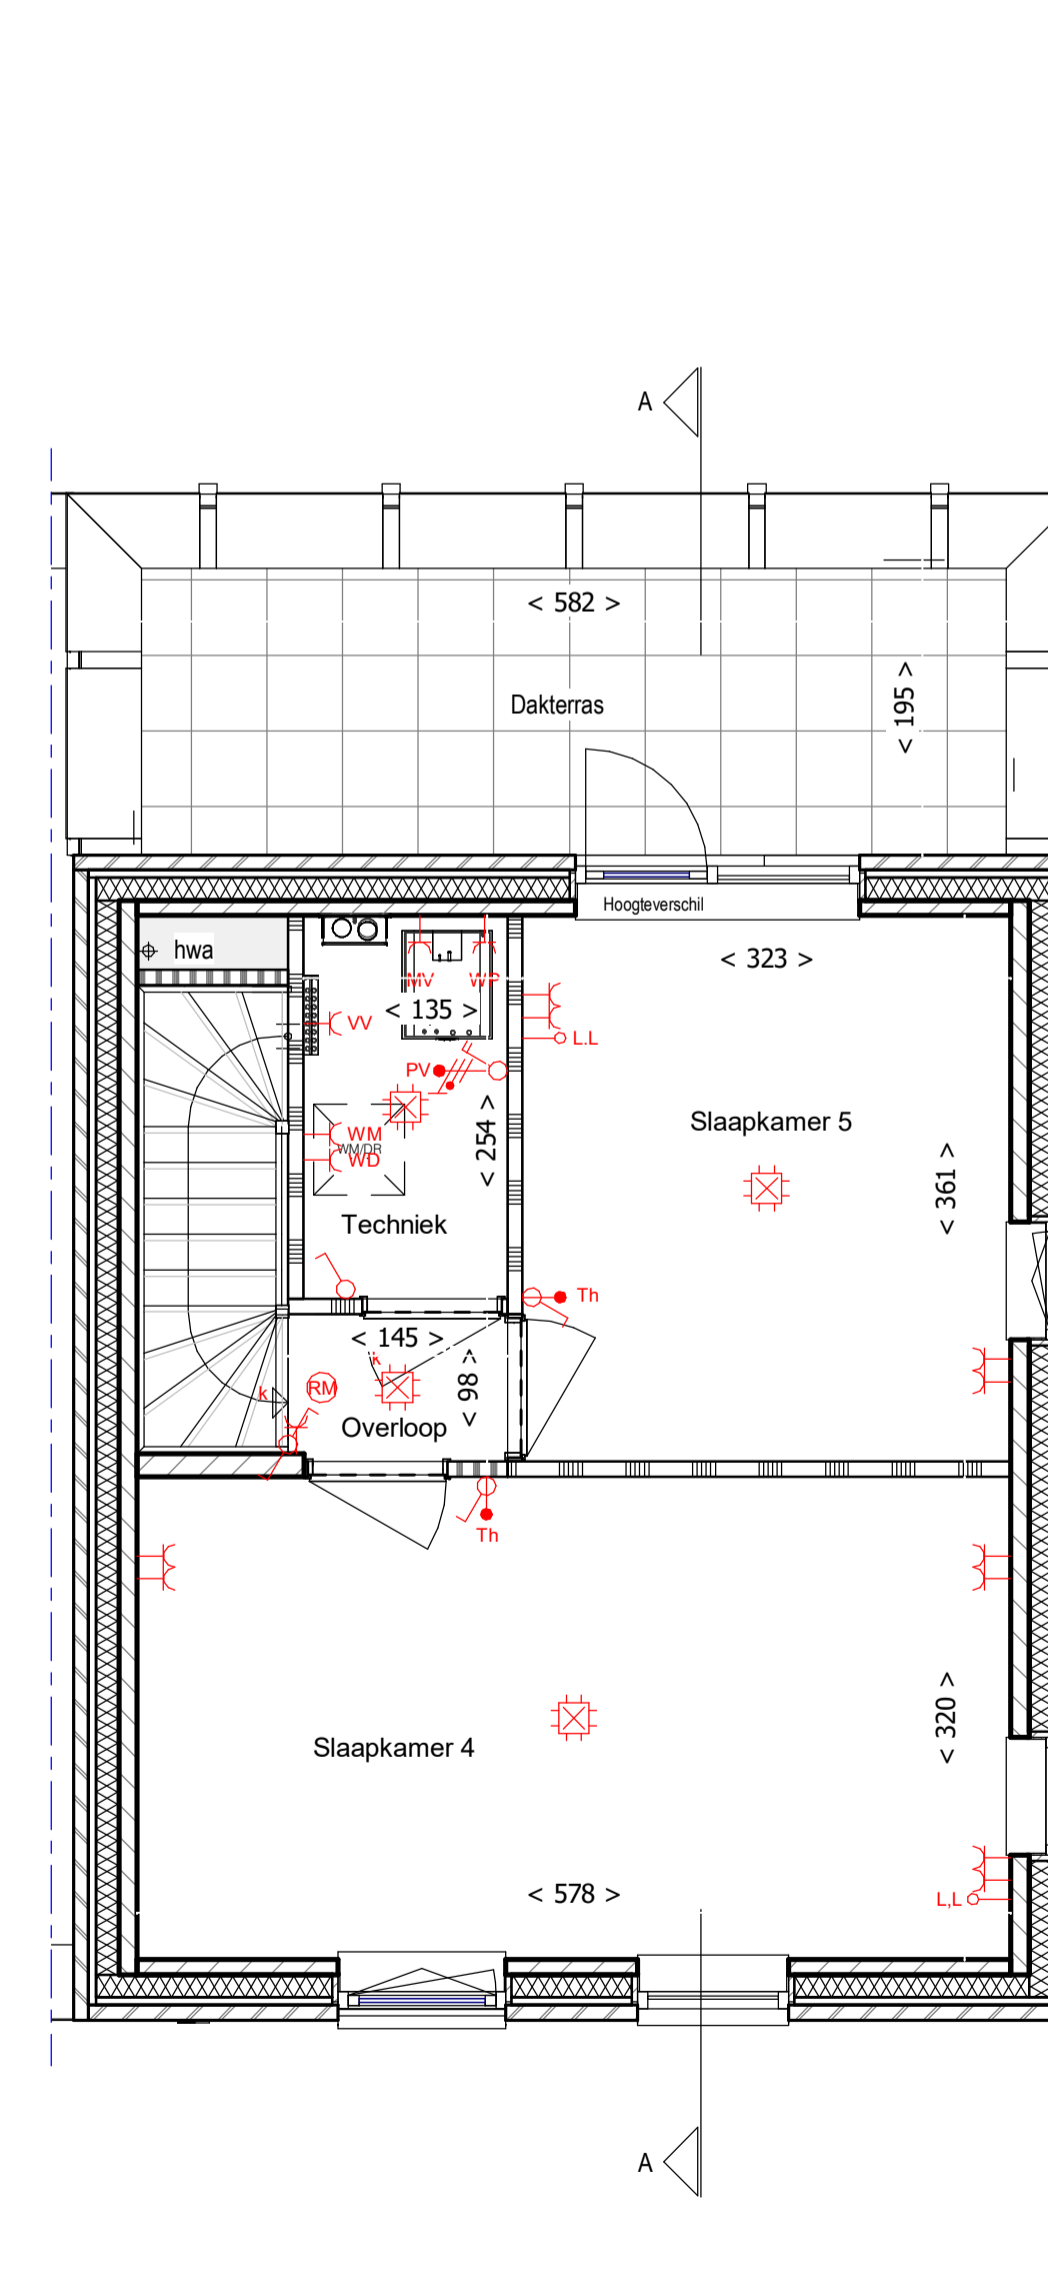 A
< 582 >
< 195 >
Dakterras
Hoogteverschil
hwa
< 323 >
MV
WP
< 135 >
VV
L.L
PV
< 254 >
Slaapkamer 5
WM
WM/DR
WD
< 361 >
Techniek
Th
< 145 >
k
< 98 >
k
RM
Overloop
Th
< 320 >
Slaapkamer 4
< 578 >
L,L
A